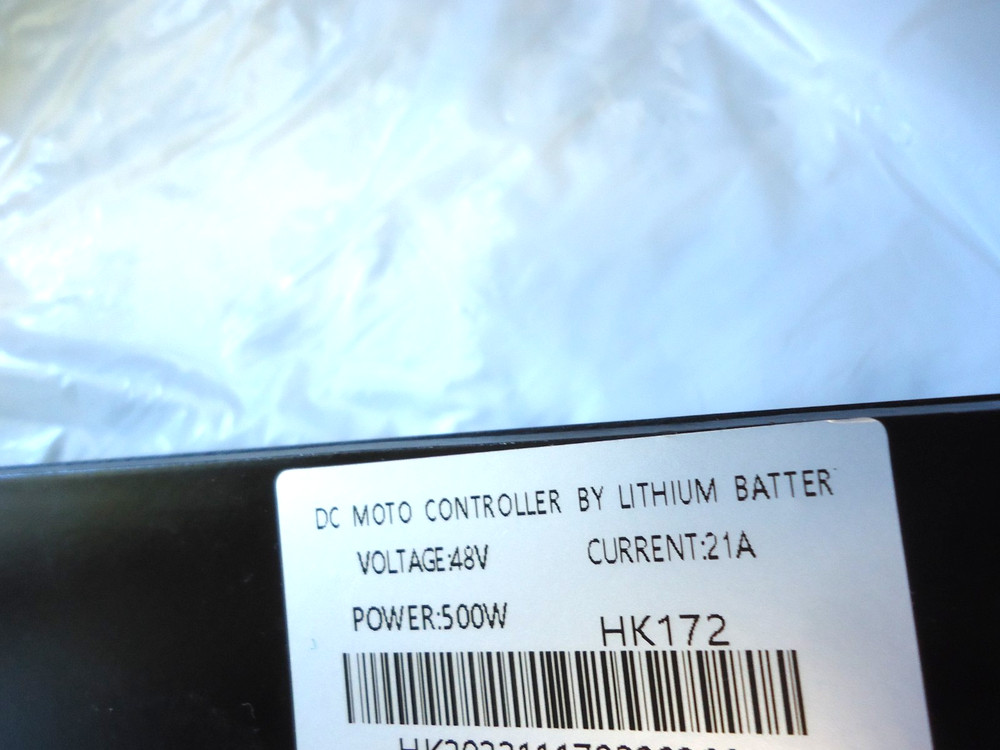 DC MOTO CONTROLLER BY LITHIUM BATTER
VOLTAGE:48V CURRENT:21A
POWER:500W HK172